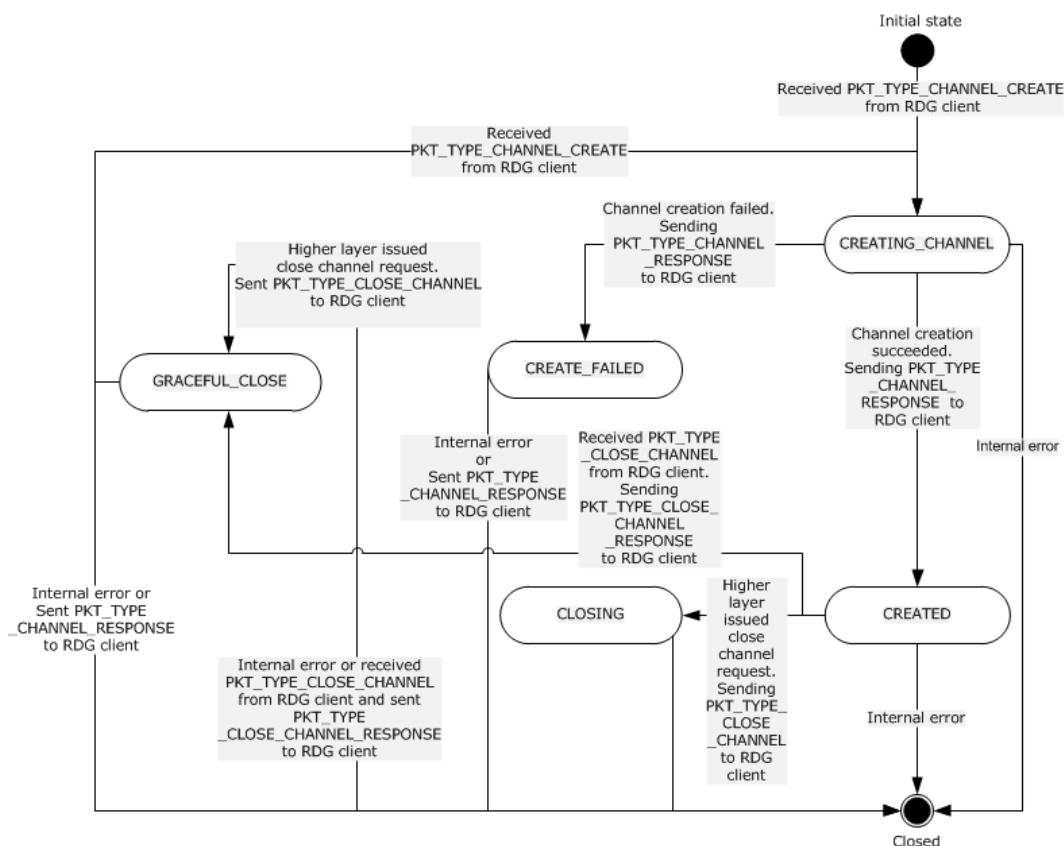 Initial state
Received PKT_TYPE_CHANNEL_CREATE
from RDG client
Received
PKT_TYPE_CHANNEL_CREATE
from RDG client
Channel creation failed.
Sending
PKT_TYPE_CHANNEL
_RESPONSE
to RDG client
CREATING_CHANNEL
Higher layer issued
close channel request.
Sent PKT_TYPE_CLOSE_CHANNEL
to RDG client
Channel creation
succeeded.
Sending PKT_TYPE
_CHANNEL_
RESPONSE to
RDG client
GRACEFUL_CLOSE
CREATE_FAILED
Internal error
Internal error
or
Sent PKT_TYPE
_CHANNEL_RESPONSE
to RDG client
Received PKT_TYPE
_CLOSE_CHANNEL
from RDG client.
Sending
PKT_TYPE_CLOSE_
CHANNEL
_RESPONSE
to RDG client
Internal error or
Sent PKT_TYPE
_CHANNEL_RESPONSE
to RDG client
CLOSING
Higher
layer
issued
close
channel
request.
Sending
PKT_TYPE_
CLOSE
_CHANNEL
to RDG
client
CREATED
Internal error or received
PKT_TYPE_CLOSE_CHANNEL
from RDG client and sent
PKT_TYPE
_CLOSE_CHANNEL_RESPONSE
to RDG client
Internal error
Closed